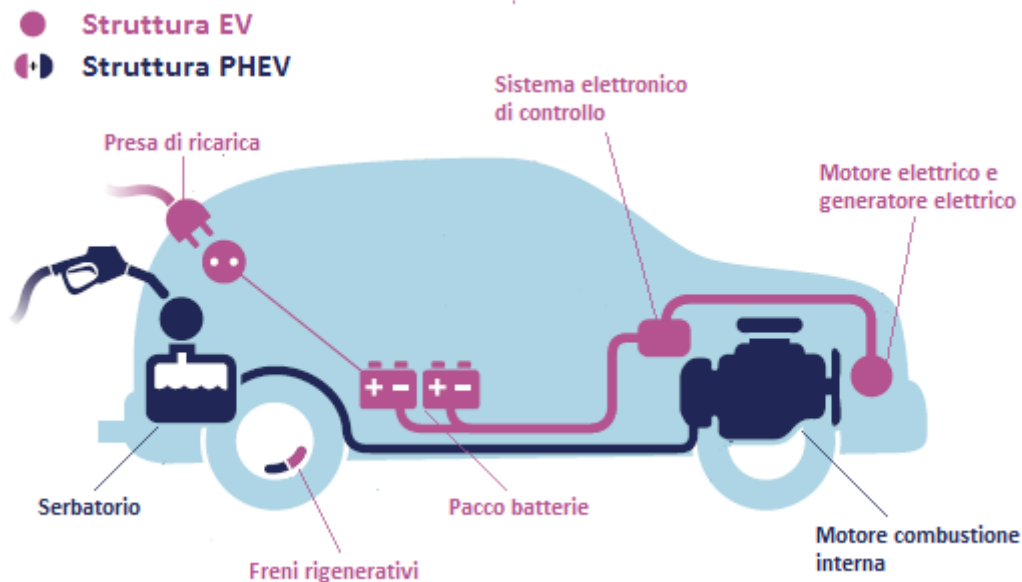 Struttura EV
Struttura PHEV
Sistema elettronico
di controllo
Presa di ricarica
Motore elettrico e
generatore elettrico
Serbatorio
Pacco batterie
Motore combustione
interna
Freni rigenerativi